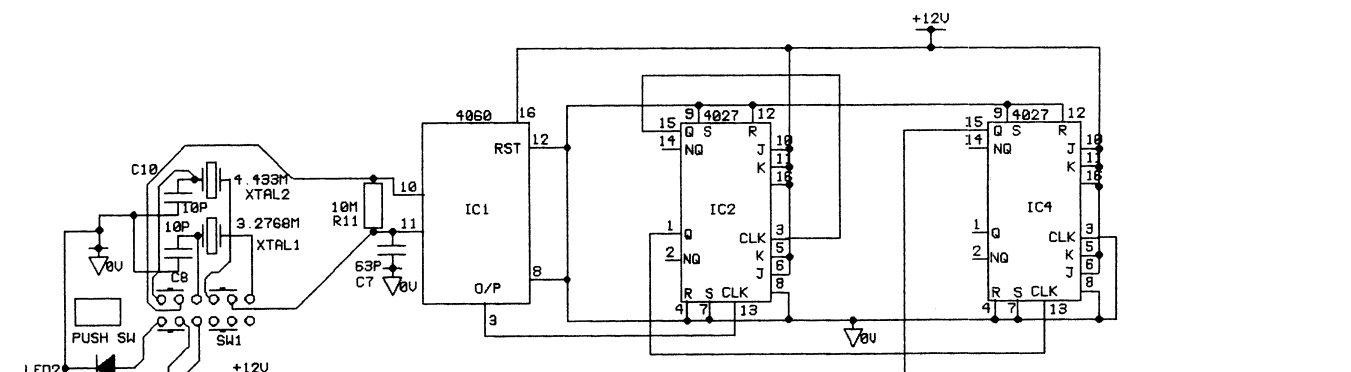 +12V
16
9
4027
12
9
4027
12
4060
15
Q
S
R
15
Q
S
R
RST
12
14
NQ
J
10
14
NQ
J
10
K
11
K
11
C10
4.433M
XTAL2
10
16
16
10P
10M
R11
IC1
IC2
IC4
10P
3.2768M
XTAL1
11
1
Q
3
CLK
1
Q
3
CLK
0V
C8
63P
C7
0V
2
NQ
K
5
J
6
2
NQ
K
5
J
6
8
O/P
R
S
CLK
8
R
S
CLK
8
3
4
7
13
4
7
13
PUSH SW
SW1
0V
LED2
+12V